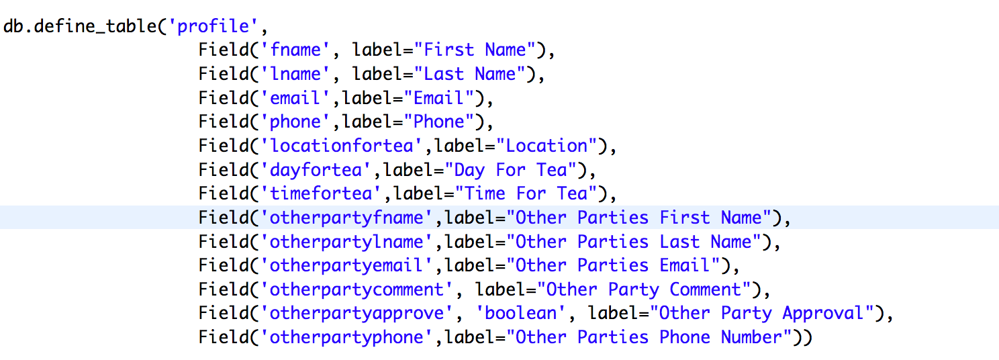 db.define_table('profile',
Field('fname', label="First Name"),
Field('lname', label="Last Name"),
Field('email',label="Email"),
Field('phone',label="Phone"),
Field('locationfortea',label="Location"),
Field('dayfortea',label="Day For Tea"),
Field('timefortea',label="Time For Tea"),
Field('otherpartyfname',label="Other Parties First Name"),
Field('otherpartylname',label="Other Parties Last Name"),
Field('otherpartyemail',label="Other Parties Email"),
Field('otherpartycomment', label="Other Party Comment"),
Field('otherpartyapprove', 'boolean', label="Other Party Approval"),
Field('otherpartyphone',label="Other Parties Phone Number"))